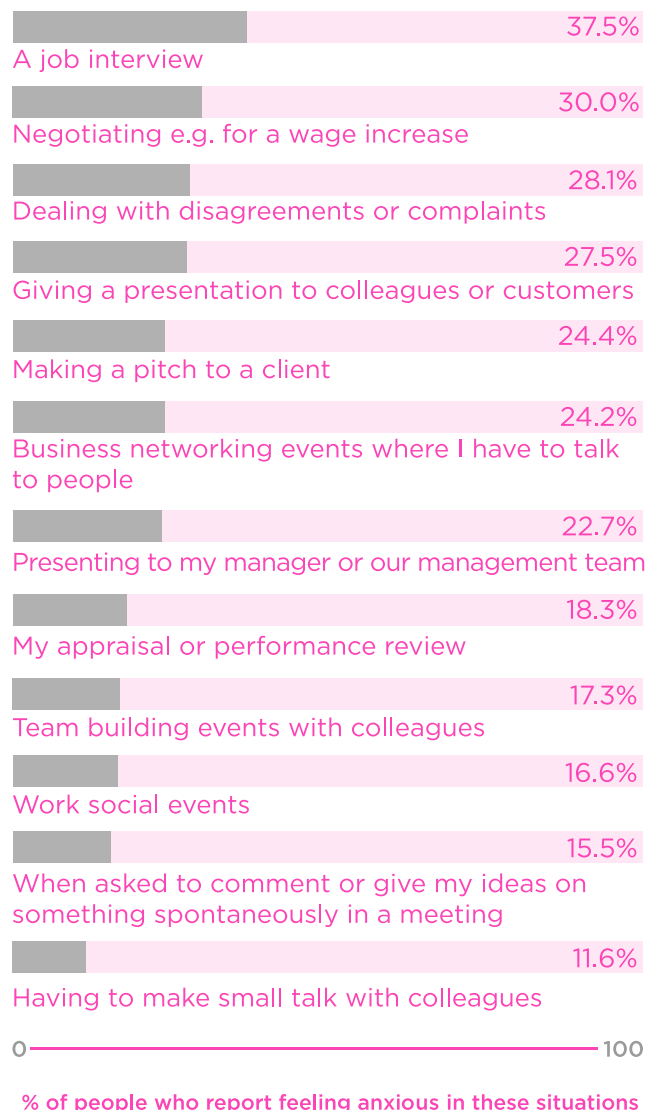 37.5%
A job interview
30.0%
Negotiating e.g. for a wage increase
28.1%
Dealing with disagreements or complaints
27.5%
Giving a presentation to colleagues or customers
24.4%
Making a pitch to a client
24.2%
Business networking events where I have to talk
to people
22.7%
Presenting to my manager or our management team
18.3%
My appraisal or performance review
17.3%
Team building events with colleagues
16.6%
Work social events
15.5%
When asked to comment or give my ideas on
something spontaneously in a meeting
11.6%
Having to make small talk with colleagues
0 100
% of people who report feeling anxious in these situations